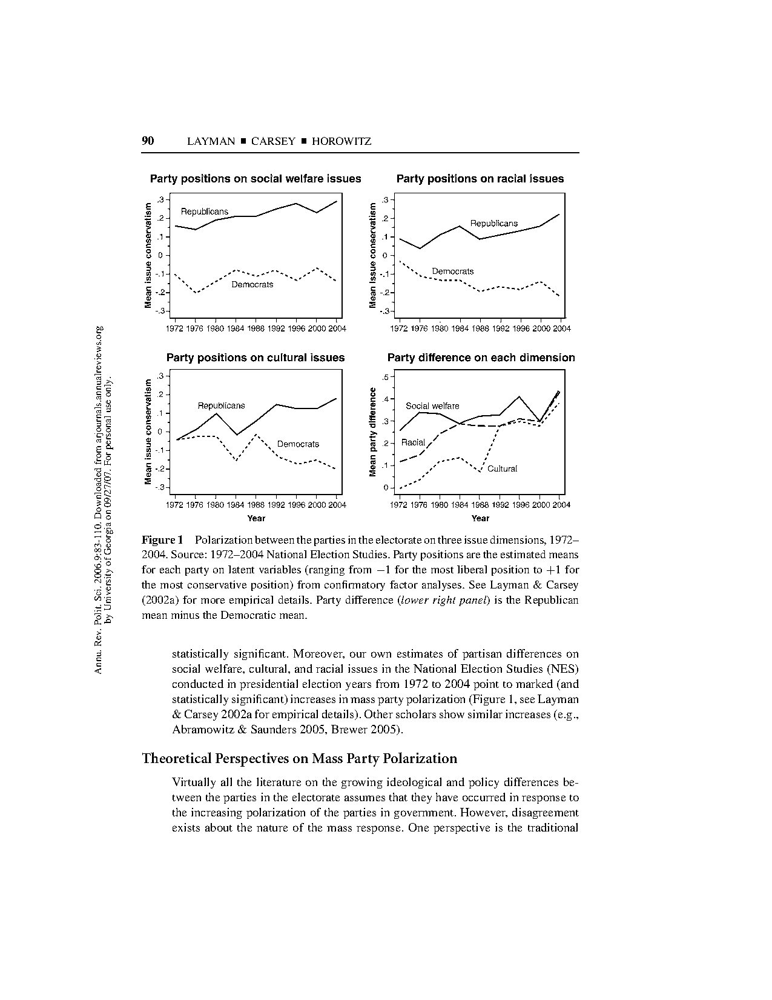 90 LAYMAN ■ CARSEY ■ HOROWITZ
Party positions on social welfare issues
Mean issue conservatism
.3
.2
.1
0
-.1
-.2
-.3
Republicans
Democrats
1972 1976 1980 1984 1988 1992 1996 2000 2004
Party positions on racial issues
Mean issue conservatism
.3
.2
.1
0
-.1
-.2
-.3
Republicans
Democrats
1972 1976 1980 1984 1988 1992 1996 2000 2004
Party positions on cultural issues
Mean issue conservatism
.3
.2
.1
0
-.1
-.2
-.3
Republicans
Democrats
1972 1976 1980 1984 1988 1992 1996 2000 2004
Year
Party difference on each dimension
Mean party difference
.5
.4
.3
.2
.1
0
Social welfare
Racial
Cultural
1972 1976 1980 1984 1988 1992 1996 2000 2004
Year
Figure 1 Polarization between the parties in the electorate on three issue dimensions, 1972–
2004. Source: 1972–2004 National Election Studies. Party positions are the estimated means
for each party on latent variables (ranging from −1 for the most liberal position to +1 for
the most conservative position) from confirmatory factor analyses. See Layman & Carsey
(2002a) for more empirical details. Party difference (lower right panel) is the Republican
mean minus the Democratic mean.
statistically significant. Moreover, our own estimates of partisan differences on
social welfare, cultural, and racial issues in the National Election Studies (NES)
conducted in presidential election years from 1972 to 2004 point to marked (and
statistically significant) increases in mass party polarization (Figure 1, see Layman
& Carsey 2002a for empirical details). Other scholars show similar increases (e.g.,
Abramowitz & Saunders 2005, Brewer 2005).
Theoretical Perspectives on Mass Party Polarization
Virtually all the literature on the growing ideological and policy differences be-
tween the parties in the electorate assumes that they have occurred in response to
the increasing polarization of the parties in government. However, disagreement
exists about the nature of the mass response. One perspective is the traditional
Annu. Rev. Polit. Sci. 2006.9:83-110. Downloaded from arjournals.annualreviews.org
by University of Georgia on 09/27/07. For personal use only.